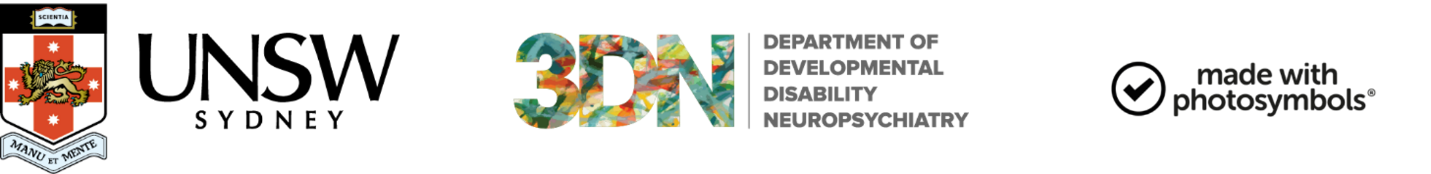 SCIENTIA
MANU ET MENTE
UNSW
SYDNEY
3DN
DEPARTMENT OF
DEVELOPMENTAL
DISABILITY
NEUROPSYCHIATRY
made with
photosymbols®